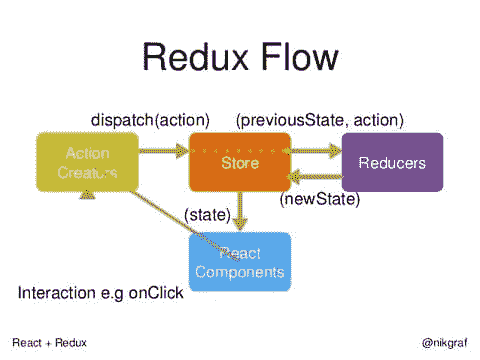 Redux Flow
dispatch(action)
(previousState, action)
Action
Creators
Store
Reducers
(newState)
(state)
React
Components
Interaction e.g onClick
React + Redux
@nikgraf